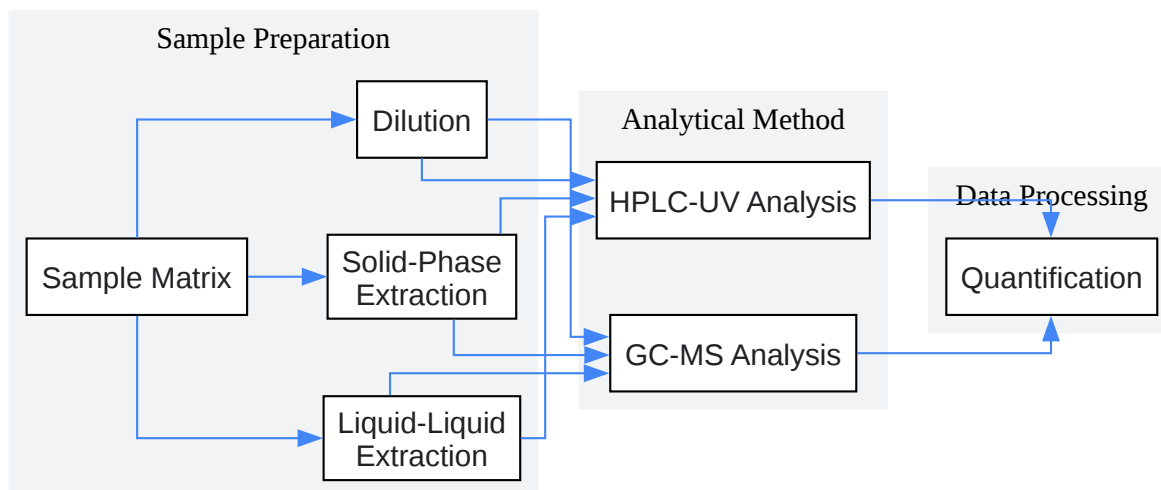 Sample Preparation
Dilution
Sample Matrix
Solid-Phase
Extraction
Liquid-Liquid
Extraction
Analytical Method
HPLC-UV Analysis
GC-MS Analysis
Data Processing
Quantification